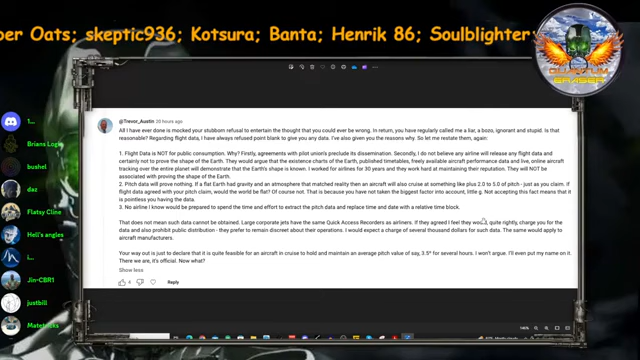 per Oats; skeptic936; Kotsura; Banta; Henrik 86; Soulblighter
@Trevor_Austin 20 hours ago
All I have ever done is mocked your stubborn refusal to entertain the thought that you could ever be wrong. In return, you have regularly called me a liar, a bozo, ignorant and stupid. Is that
reasonable? Regarding flight data, I have always refused point blank to give you any data. I've also given you the reasons why. So let me restate them, again:
1. Flight Data is NOT for public consumption. Why? Firstly, agreements with pilot's unions preclude its dissemination. Secondly, I do not believe any airline will release any flight data and
certainly not to prove the shape of the Earth. They would argue that the existence charts of the Earth, published timetables, freely available aircraft performance data and live, online aircraft
tracking over the entire planet will demonstrate that the Earth's shape is known. I worked for airlines for 30 years and they work hard at maintaining their reputation. They will NOT be
associated with proving the shape of the Earth.
2. Pitch data will prove nothing. If a flat Earth had gravity and an atmosphere that matched reality then an aircraft will also cruise at something like plus 2.0 to 5.0 of pitch - just as you claim. If
flight data agreed with your pitch claim, would the world be flat? Of course not. That is because you have not taken the biggest factor into account, little g. Not accepting this fact means that it
is pointless you having the data.
3. No airline I know would be prepared to spend the time and effort to extract the pitch data and replace time and date with a relative time block.
That does not mean such data cannot be obtained. Large corporate jets have the same Quick Access Recorders as airliners. If they agreed I feel they would, quite rightly, charge you for the
data and also prohibit public distribution - they prefer to remain discreet about their operations. I would expect a charge of several thousand dollars for such data. The same would apply to
aircraft manufacturers.
Your way out is just to declare that it is quite feasible for an aircraft in cruise to hold and maintain an average pitch value of say, 3.5° for several hours. I won't argue. I'll even put my name on it.
There we are, it's official. Now what?
Show less
Reply
Brians Logic
bushel
daz
Flatsy Cline
Hell's angels
Jin-CBR1
justbill